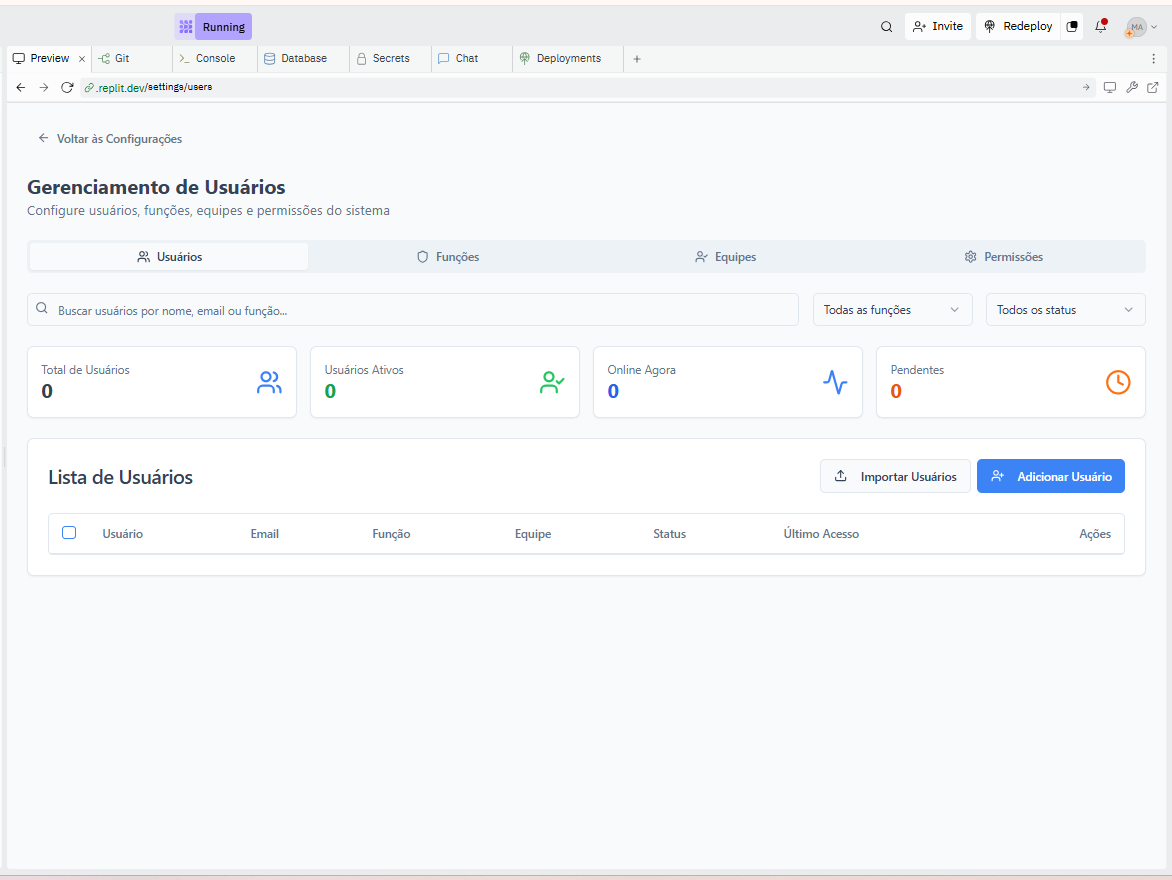 Running
Invite
Redeploy
MA
Preview
Git
Console
Database
Secrets
Chat
Deployments
.replit.dev/settings/users
Voltar às Configurações
Gerenciamento de Usuários
Configure usuários, funções, equipes e permissões do sistema
Usuários
Funções
Equipes
Permissões
Buscar usuários por nome, email ou função...
Todas as funções
Todos os status
Total de Usuários
0
Usuários Ativos
0
Online Agora
0
Pendentes
0
Lista de Usuários
Importar Usuários
Adicionar Usuário
Usuário Email Função Equipe Status Último Acesso Ações